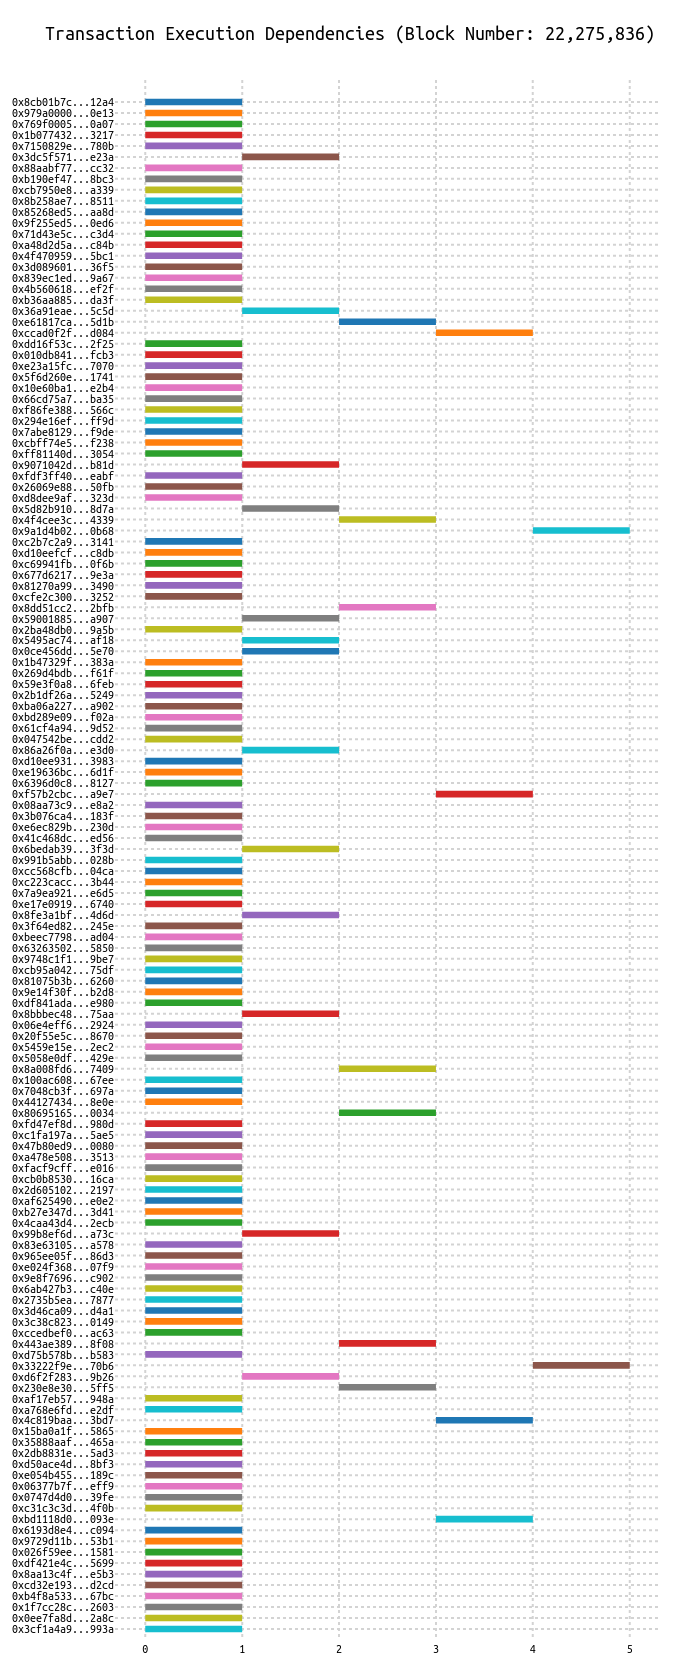 Transaction Execution Dependencies (Block Number: 22,275,836)
0x8cb01b7c...12a4
0x979a0000...0e13
0x769f0005...0a07
0x1b077432...3217
0x7150829e...780b
0x3dc5f571...e23a
0x88aabf77...cc32
0xb190ef47...8bc3
0xcb7950e8...a339
0x8b258ae7...8511
0x85268ed5...aa8d
0x9f255ed5...0ed6
0x71d43e5c...c3d4
0xa48d2d5a...c84b
0x4f470959...5bc1
0x3d089601...36f5
0x839ec1ed...9a67
0x4b560618...ef2f
0xb36aa885...da3f
0x36a91eae...5c5d
0xe61817ca...5d1b
0xccad0f2f...d084
0xdd16f53c...2f25
0x010db841...fcb3
0xe23a15fc...7070
0x5f6d260e...1741
0x10e60ba1...e2b4
0x66cd75a7...ba35
0xf86fe388...566c
0x294e16ef...ff9d
0x7abe8129...f9de
0xcbff74e5...f238
0xff81140d...3054
0x9071042d...b81d
0xfdf3ff40...eabf
0x26069e88...50fb
0xd8dee9af...323d
0x5d82b910...8d7a
0x4f4cee3c...4339
0x9a1d4b02...0b68
0xc2b7c2a9...3141
0xd10eefcf...c8db
0xc69941fb...0f6b
0x677d6217...9e3a
0x81270a99...3490
0xcfe2c300...3252
0x8dd51cc2...2bfb
0x59001885...a907
0x2ba48db0...9a5b
0x5495ac74...af18
0x0ce456dd...5e70
0x1b47329f...383a
0x269d4bdb...f61f
0x59e3f0a8...6feb
0x2b1df26a...5249
0xba06a227...a902
0xbd289e09...f02a
0x61cf4a94...9d52
0x047542be...cdd2
0x86a26f0a...e3d0
0xd10ee931...3983
0xe19636bc...6d1f
0x6396d0c8...8127
0xf57b2cbc...a9e7
0x08aa73c9...e8a2
0x3b076ca4...183f
0xe6ec829b...230d
0x41c468dc...ed56
0x6bedab39...3f3d
0x991b5abb...028b
0xcc568cfb...04ca
0xc223cacc...3b44
0x7a9ea921...e6d5
0xe17e0919...6740
0x8fe3a1bf...4d6d
0x3f64ed82...245e
0xbeec7798...ad04
0x63263502...5850
0x9748c1f1...9be7
0xcb95a042...75df
0x81075b3b...6260
0x9e14f30f...b2d8
0xdf841ada...e980
0x8bbbec48...75aa
0x06e4eff6...2924
0x20f55e5c...8670
0x5459e15e...2ec2
0x5058e0df...429e
0x8a008fd6...7409
0x100ac608...67ee
0x7048cb3f...697a
0x44127434...8e0e
0x80695165...0034
0xfd47ef8d...980d
0xc1fa197a...5ae5
0x47b80ed9...0080
0xa478e508...3513
0xfacf9cff...e016
0xcb0b8530...16ca
0x2d605102...2197
0xaf625490...e0e2
0xb27e347d...3d41
0x4caa43d4...2ecb
0x99b8ef6d...a73c
0x83e63105...a578
0x965ee05f...86d3
0xe024f368...07f9
0x9e8f7696...c902
0x6ab427b3...c40e
0x2735b5ea...7877
0x3d46ca09...d4a1
0x3c38c823...0149
0xccedbef0...ac63
0x443ae389...8f08
0xd75b578b...b583
0x33222f9e...70b6
0xd6f2f283...9b26
0x230e8e30...5ff5
0xaf17eb57...948a
0xa768e6fd...e2df
0x4c819baa...3bd7
0x15ba0a1f...5865
0x35888aaf...465a
0x2db8831e...5ad3
0xd50ace4d...8bf3
0xe054b455...189c
0x06377b7f...eff9
0x0747d4d0...39fe
0xc31c3c3d...4f0b
0xbd1118d0...093e
0x6193d8e4...c094
0x9729d11b...53b1
0x026f59ee...1581
0xdf421e4c...5699
0x8aa13c4f...e5b3
0xcd32e193...d2cd
0xb4f8a533...67bc
0x1f7cc28c...2603
0x0ee7fa8d...2a8c
0x3cf1a4a9...993a
0 1 2 3 4 5